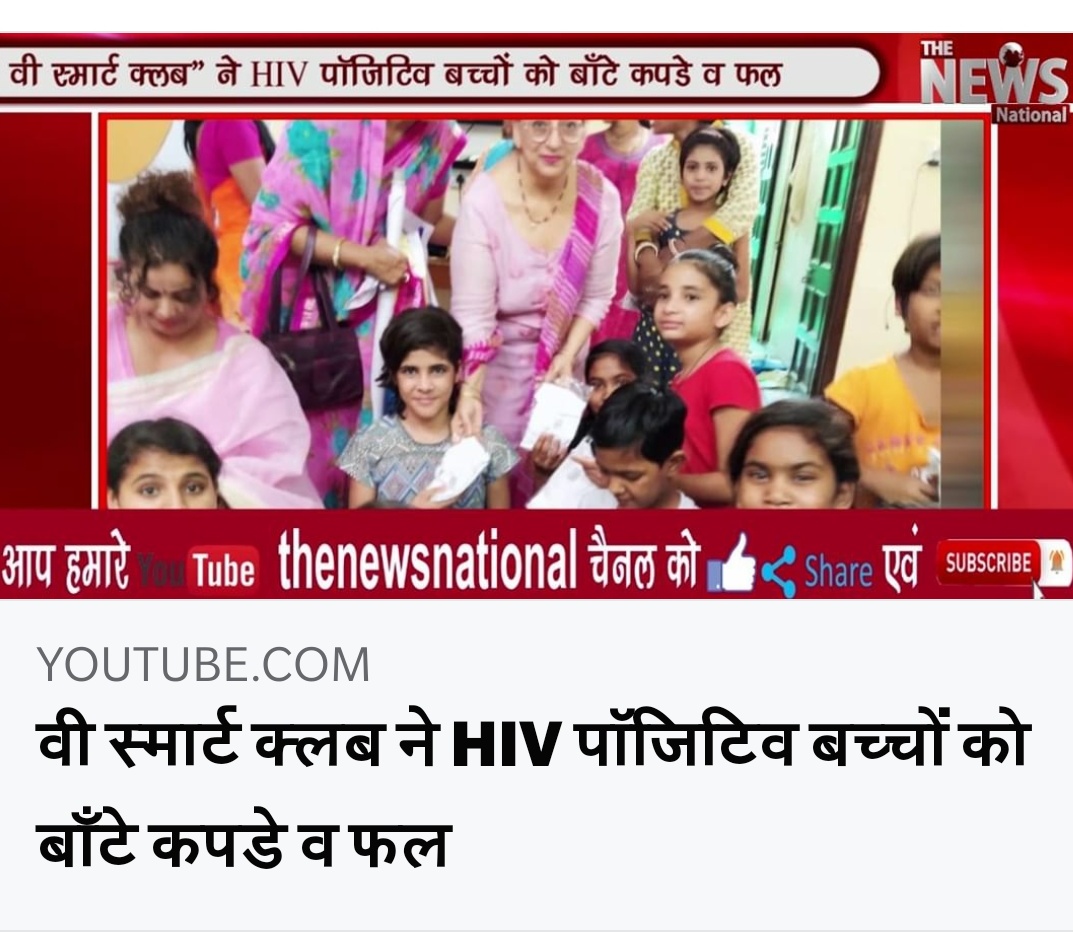 वी स्मार्ट क्लब” ने HIV पॉजिटिव बच्चों को बाँटे कपडे व फल
THE
NEWS
National
आप हमारे YouTube thenewsnational चैनल को Share एवं SUBSCRIBE
YOUTUBE.COM
वी स्मार्ट क्लब ने HIV पॉजिटिव बच्चों को
बाँटे कपडे व फल